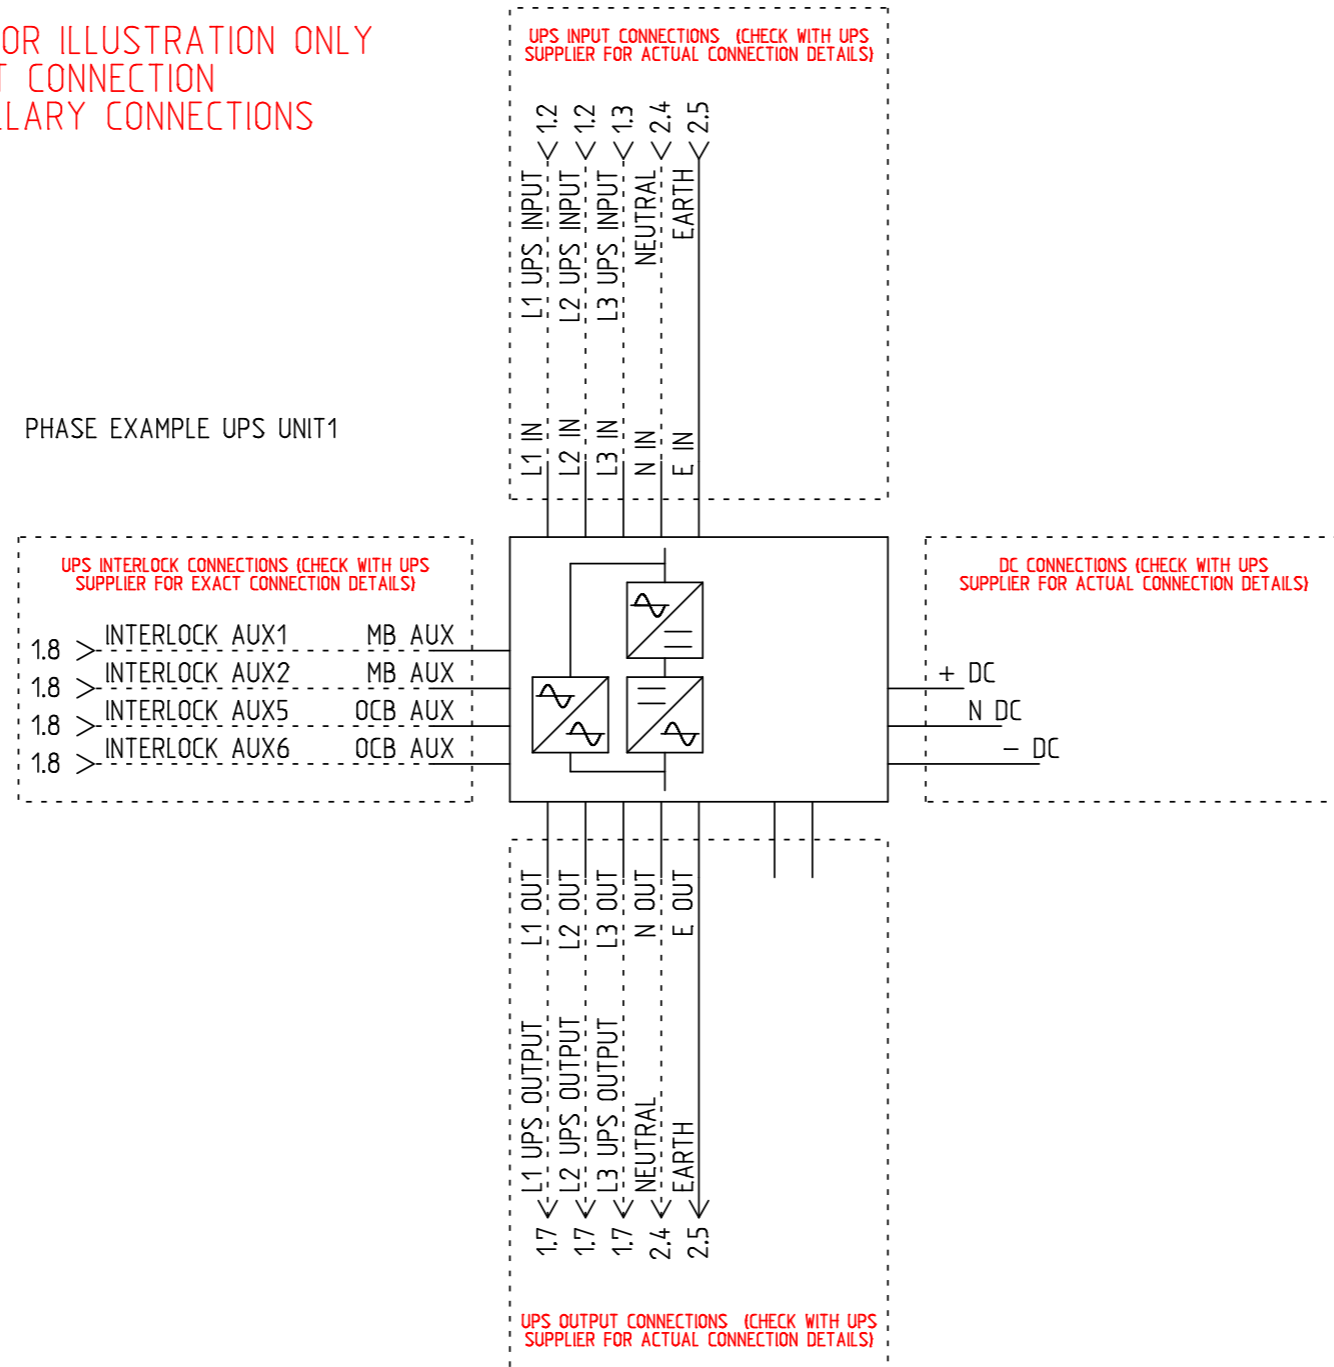 OR ILLUSTRATION ONLY
T CONNECTION
LLARY CONNECTIONS
UPS INPUT CONNECTIONS (CHECK WITH UPS
SUPPLIER FOR ACTUAL CONNECTION DETAILS)
1.2
1.2
1.3
2.4
2.5
L1 UPS INPUT
L2 UPS INPUT
L3 UPS INPUT
NEUTRAL
EARTH
L1 IN
L2 IN
L3 IN
N IN
E IN
PHASE EXAMPLE UPS UNIT1
UPS INTERLOCK CONNECTIONS (CHECK WITH UPS
SUPPLIER FOR EXACT CONNECTION DETAILS)
1.8 INTERLOCK AUX1 MB AUX
1.8 INTERLOCK AUX2 MB AUX
1.8 INTERLOCK AUX5 OCB AUX
1.8 INTERLOCK AUX6 OCB AUX
DC CONNECTIONS (CHECK WITH UPS
SUPPLIER FOR ACTUAL CONNECTION DETAILS)
+ DC
N DC
- DC
L1 OUT
L2 OUT
L3 OUT
N OUT
E OUT
L1 UPS OUTPUT
L2 UPS OUTPUT
L3 UPS OUTPUT
NEUTRAL
EARTH
1.7
1.7
1.7
2.4
2.5
UPS OUTPUT CONNECTIONS (CHECK WITH UPS
SUPPLIER FOR ACTUAL CONNECTION DETAILS)